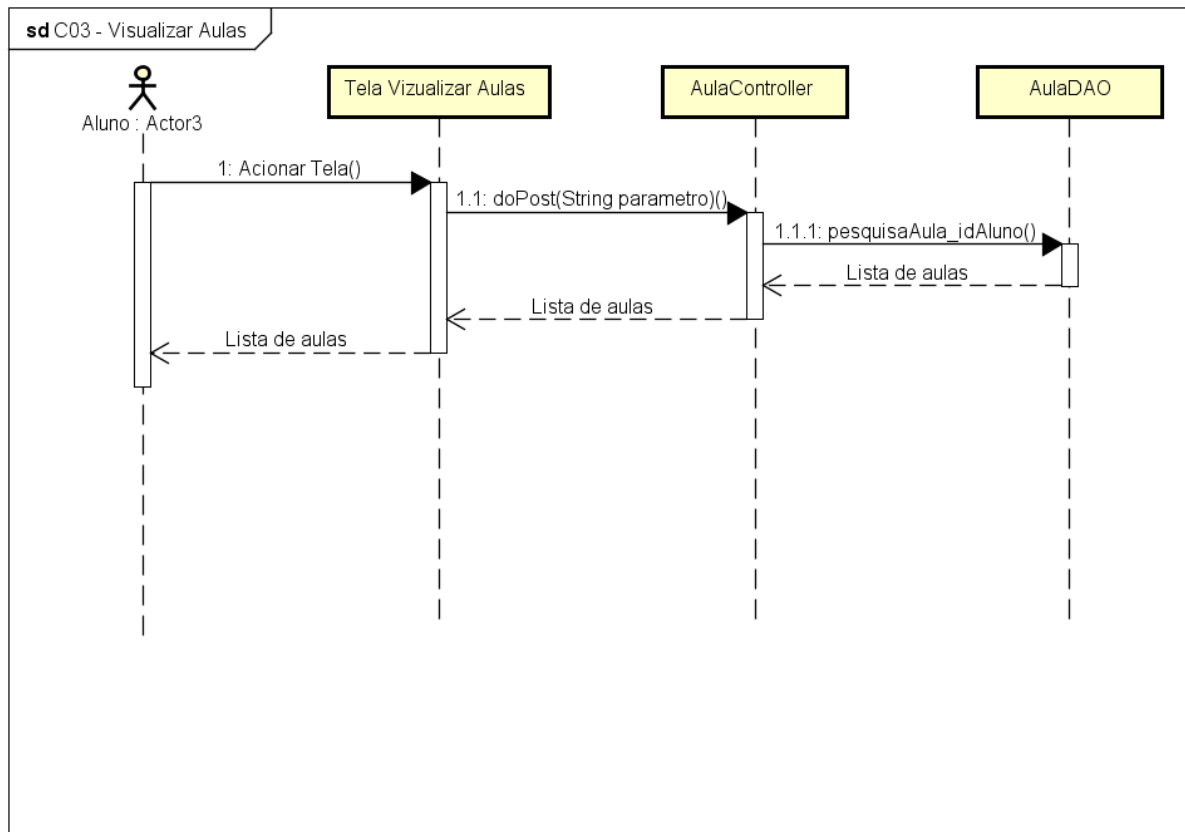 sd C03 - Visualizar Aulas
Aluno : Actor3
Tela Vizualizar Aulas
AulaController
AulaDAO
1: Acionar Tela()
1.1: doPost(String parametro)()
1.1.1: pesquisaAula_idAluno()
Lista de aulas
Lista de aulas
Lista de aulas